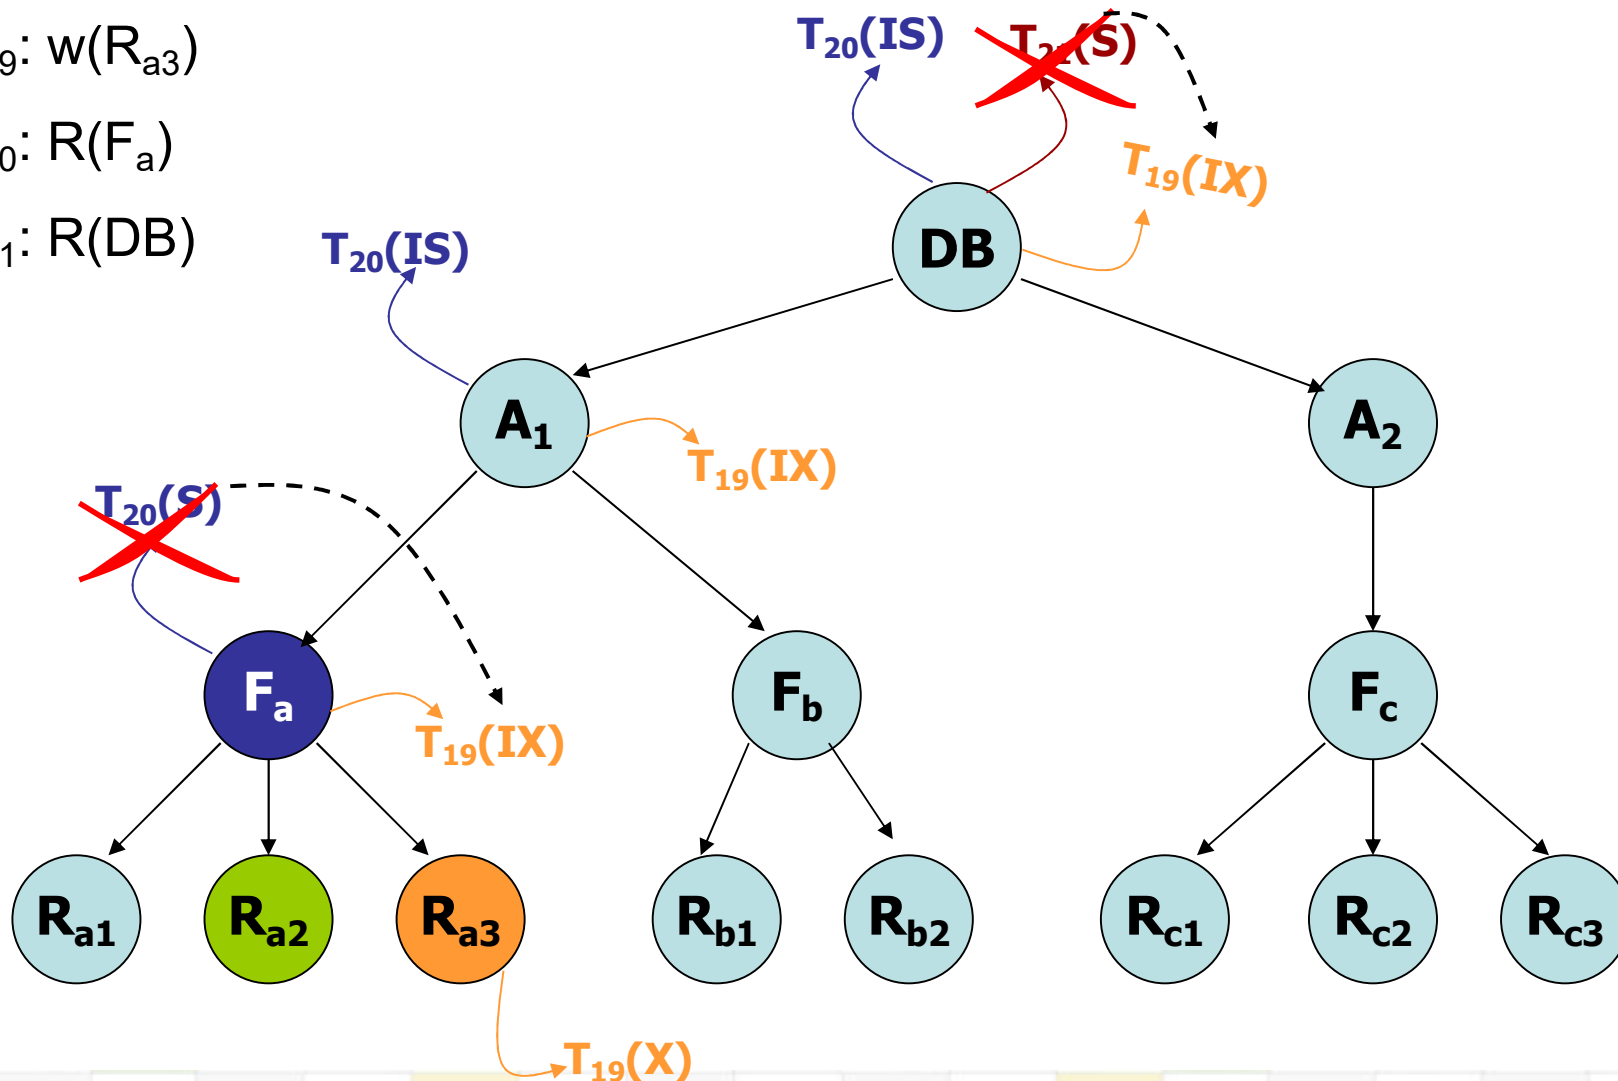 9: w(Ra3)
0: R(Fa)
1: R(DB)
T20(IS)
T21(S)
T19(IX)
DB
T20(IS)
A1
A2
T19(IX)
T20(S)
Fa
Fb
Fc
T19(IX)
Ra1
Ra2
Ra3
Rb1
Rb2
Rc1
Rc2
Rc3
T19(X)